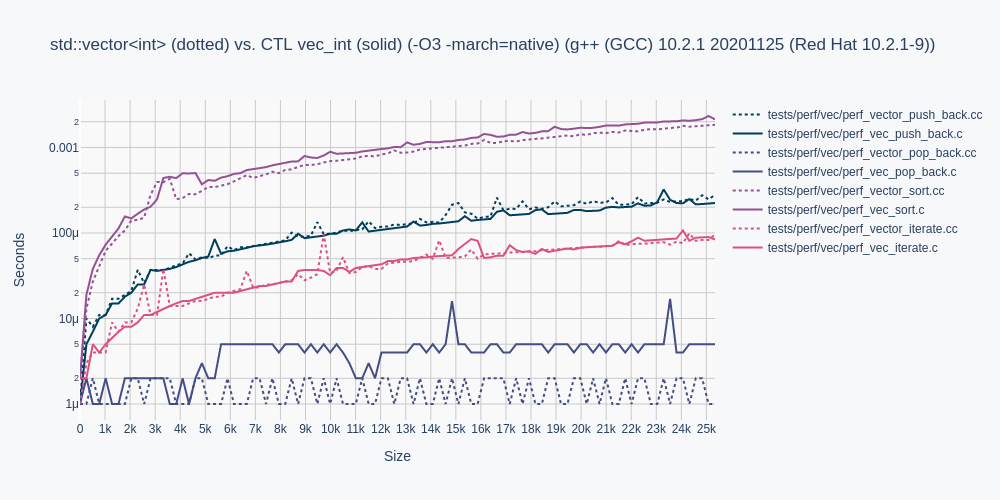 std::vector<int> (dotted) vs. CTL vec_int (solid) (-O3 -march=native) (g++ (GCC) 10.2.1 20201125 (Red Hat 10.2.1-9))
2
0.001
5
2
100μ
5
2
10μ
5
2
1μ
Seconds
0 1k 2k 3k 4k 5k 6k 7k 8k 9k 10k 11k 12k 13k 14k 15k 16k 17k 18k 19k 20k 21k 22k 23k 24k 25k
Size
tests/perf/vec/perf_vector_push_back.cc
tests/perf/vec/perf_vec_push_back.c
tests/perf/vec/perf_vector_pop_back.cc
tests/perf/vec/perf_vec_pop_back.c
tests/perf/vec/perf_vector_sort.cc
tests/perf/vec/perf_vec_sort.c
tests/perf/vec/perf_vector_iterate.cc
tests/perf/vec/perf_vec_iterate.c